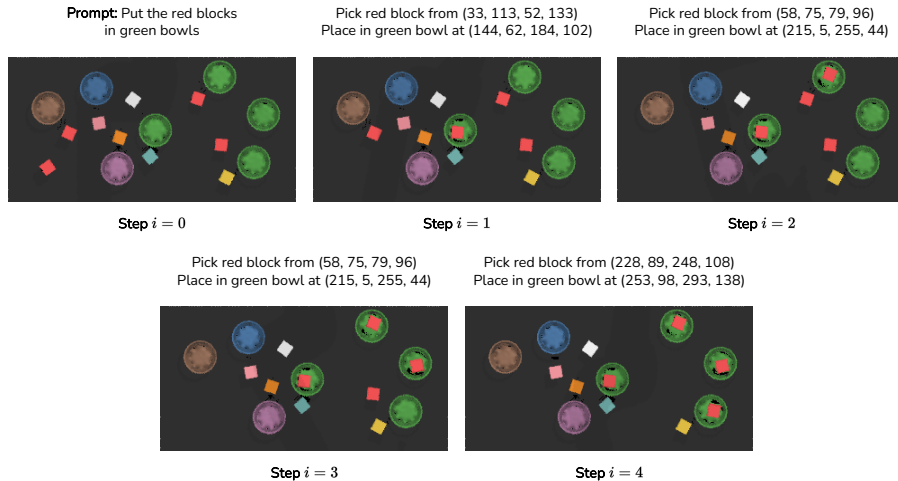 Prompt: Put the red blocks
in green bowls
Pick red block from (33, 113, 52, 133)
Place in green bowl at (144, 62, 184, 102)
Pick red block from (58, 75, 79, 96)
Place in green bowl at (215, 5, 255, 44)
Step i = 0
Step i = 1
Step i = 2
Pick red block from (58, 75, 79, 96)
Place in green bowl at (215, 5, 255, 44)
Pick red block from (228, 89, 248, 108)
Place in green bowl at (253, 98, 293, 138)
Step i = 3
Step i = 4